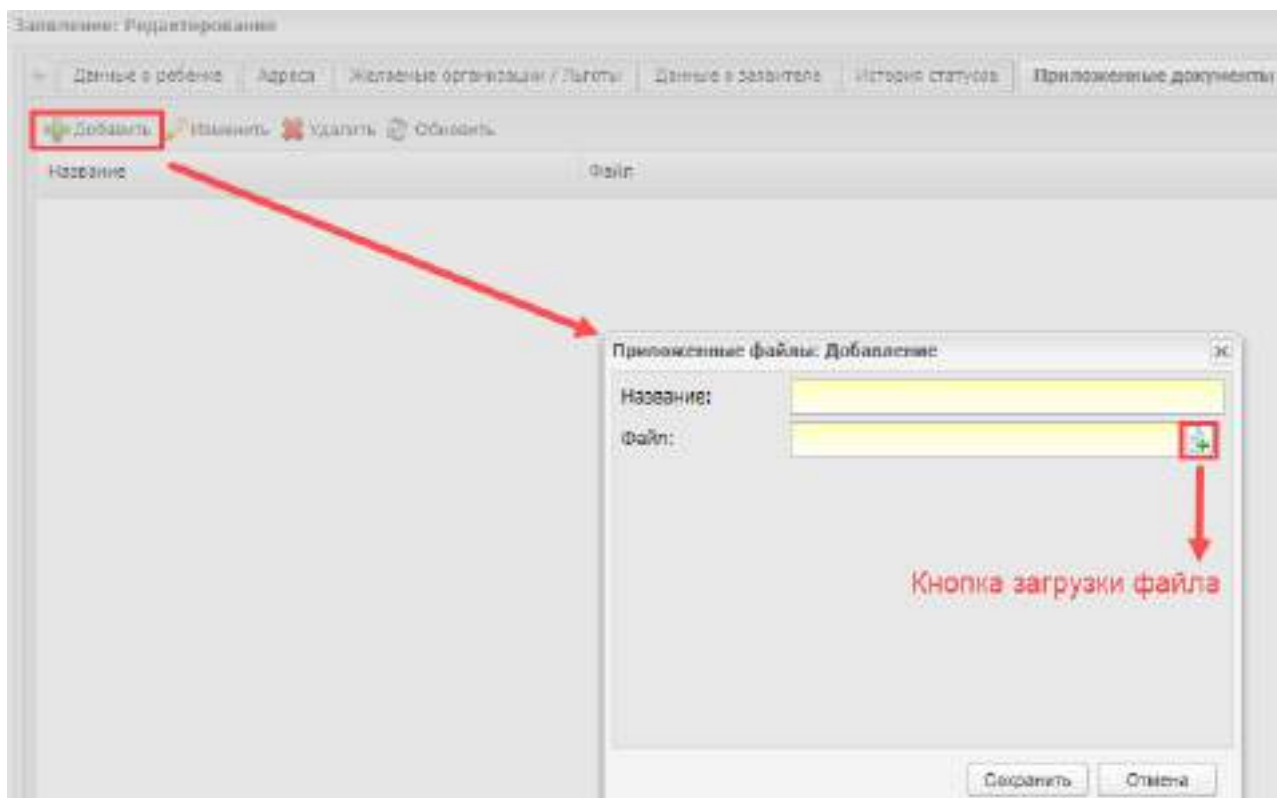 Заявление: Редактирование
Данные о ребенке Адреса Желаемые организации / Льготы Данные о заявителе История статусов Приложенные документы
Добавить Изменить Удалить Обновить
Название Файл
Приложенные файлы: Добавление
Название:
Файл:
Кнопка загрузки файла
Сохранить Отмена